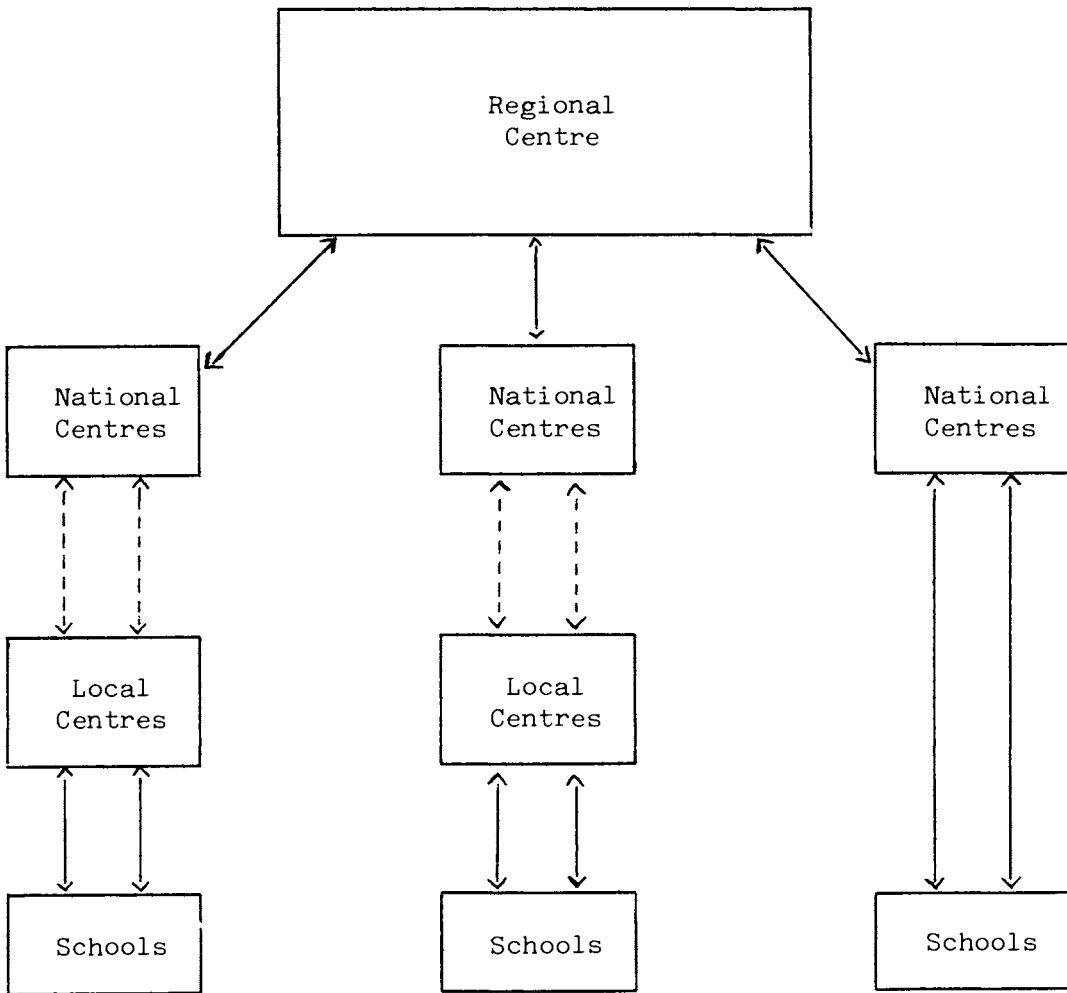 Regional
Centre
National
Centres
National
Centres
National
Centres
Local
Centres
Local
Centres
Schools
Schools
Schools